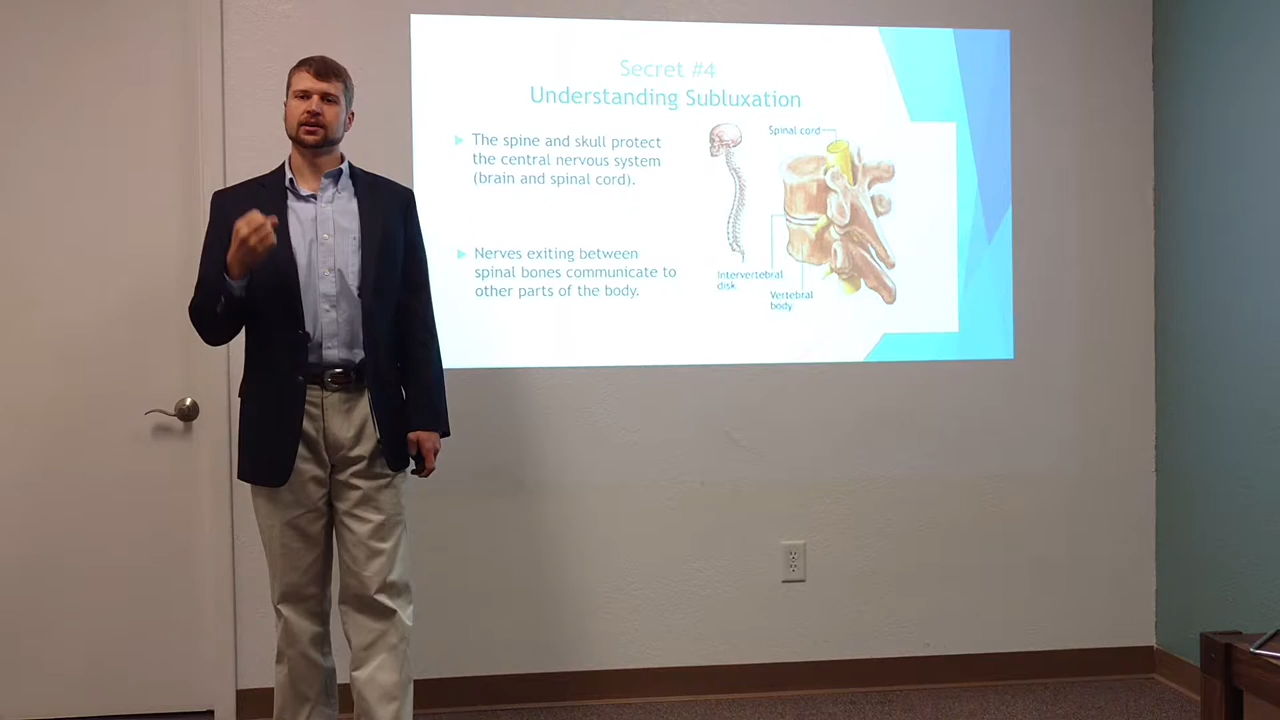 Secret #4
Understanding Subluxation
The spine and skull protect
the central nervous system
(brain and spinal cord).
Nerves exiting between
spinal bones communicate to
other parts of the body.
Spinal cord
Intervertebral
disk
Vertebral
body